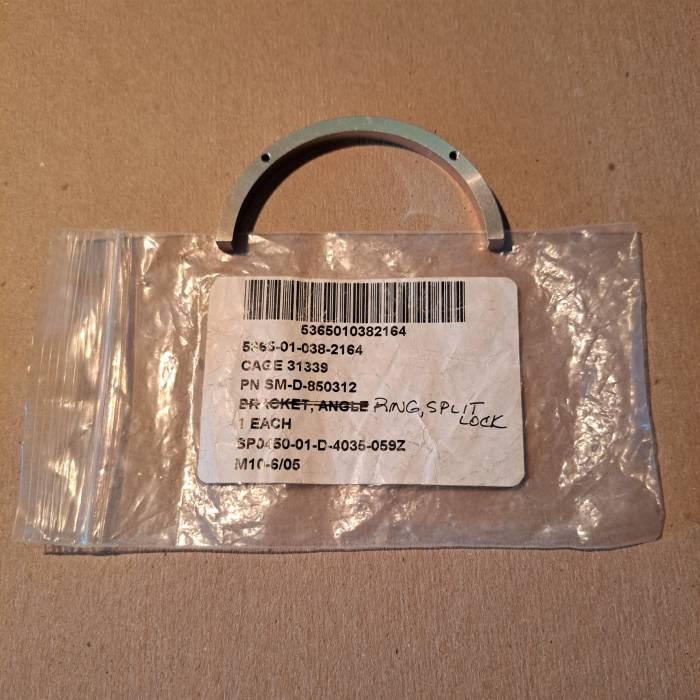 5365010382164
5365-01-038-2164
CAGE 31339
PN SM-D-850312
BRACKET, ANGLE RING, SPLIT LOCK
1 EACH
SP0450-01-D-4035-059Z
M10-6/05